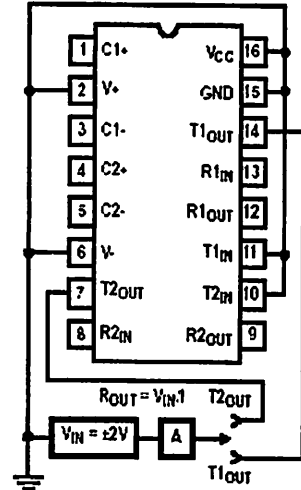 1 C1+ VCC 16
2 V+ GND 15
3 C1- T1OUT 14
4 C2+ R1IN 13
5 C2- R1OUT 12
6 V- T1IN 11
7 T2OUT T2IN 10
8 R2IN R2OUT 9
ROUT = VIN.1 T2OUT
VIN = ±2V A
T1OUT